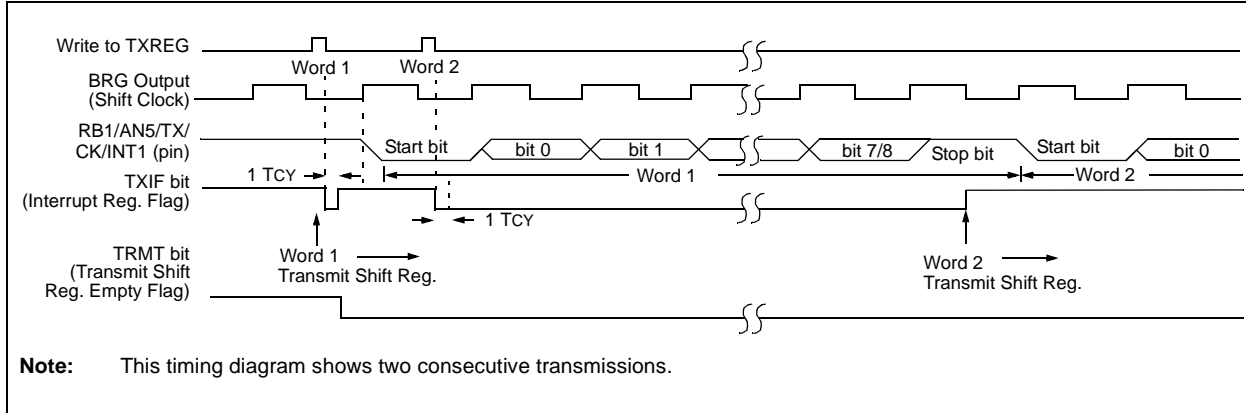 Write to TXREG
Word 1
Word 2
BRG Output
(Shift Clock)
RB1/AN5/TX/
CK/INT1 (pin)
Start bit
bit 0
bit 1
bit 7/8
Stop bit
Start bit
bit 0
1 TCY
Word 1
Word 2
TXIF bit
(Interrupt Reg. Flag)
1 TCY
Word 1
Transmit Shift Reg.
Word 2
Transmit Shift Reg.
TRMT bit
(Transmit Shift
Reg. Empty Flag)
Note: This timing diagram shows two consecutive transmissions.